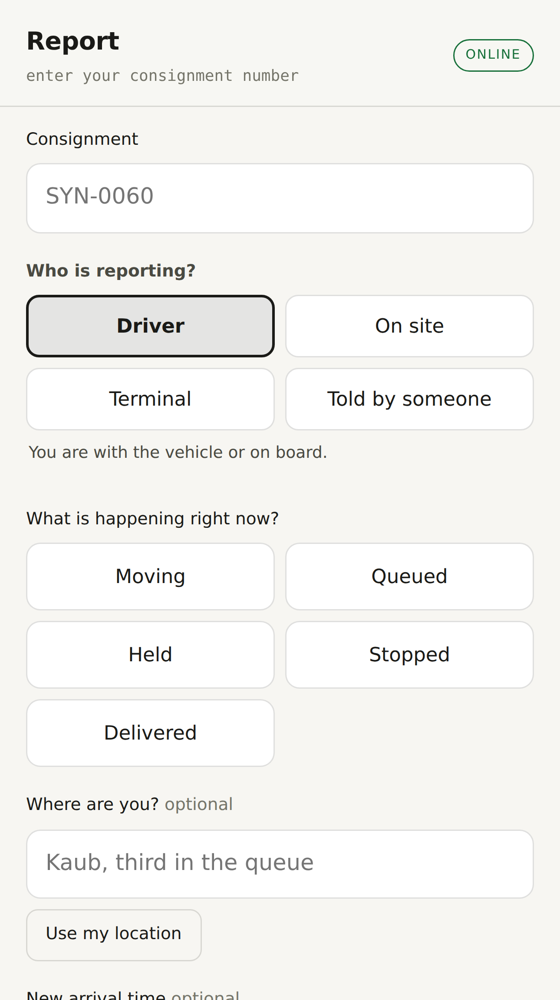 Report
ONLINE
enter your consignment number
Consignment
SYN-0060
Who is reporting?
Driver
On site
Terminal
Told by someone
You are with the vehicle or on board.
What is happening right now?
Moving
Queued
Held
Stopped
Delivered
Where are you? optional
Kaub, third in the queue
Use my location
New arrival time optional